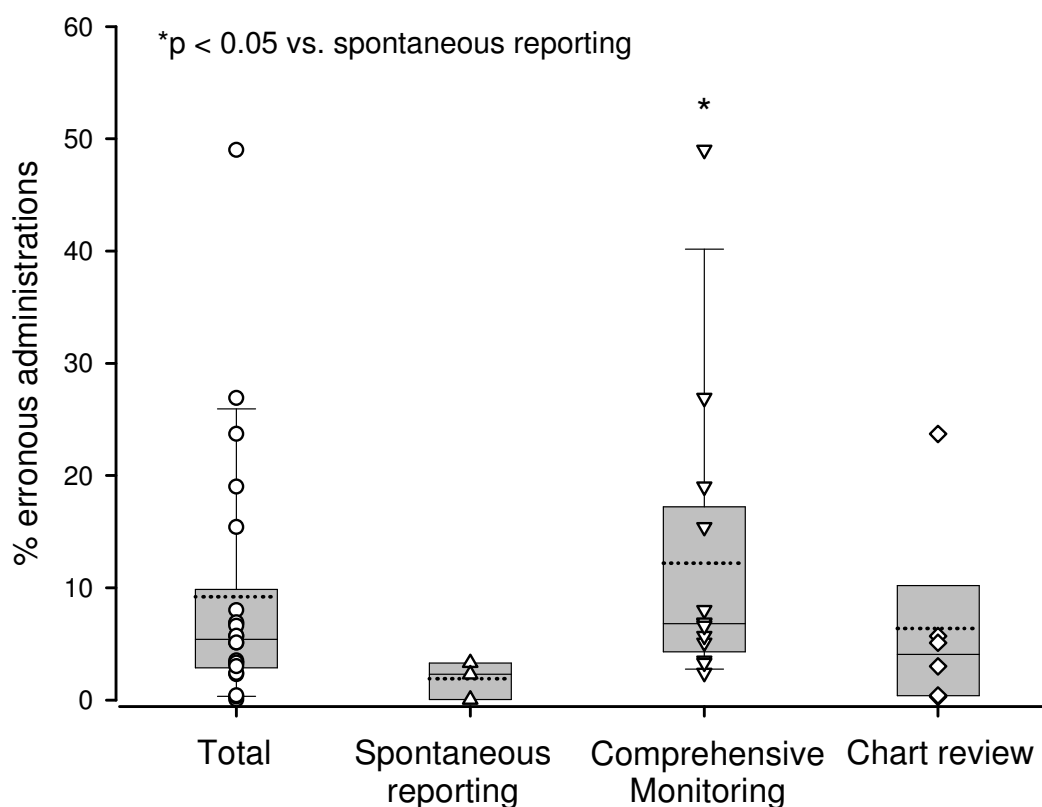 60
*p < 0.05 vs. spontaneous reporting
*
50
40
30
20
10
0
% erronous administrations
Total
Spontaneous
reporting
Comprehensive
Monitoring
Chart review